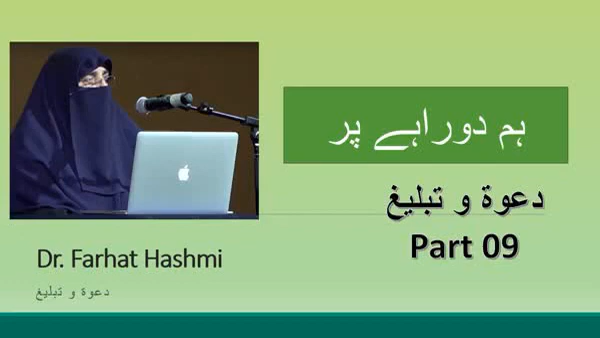 ہم دوراہے پر
دعوۃ و تبلیغ
Part 09
Dr. Farhat Hashmi
دعوۃ و تبلیغ